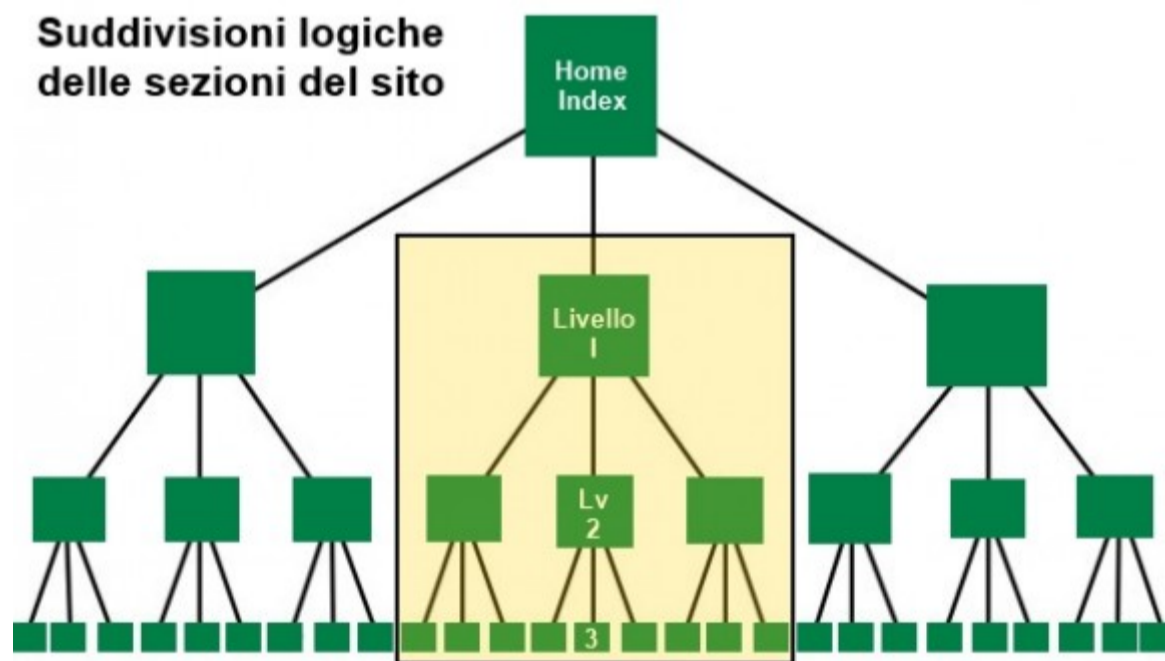 Suddivisioni logiche
delle sezioni del sito
Home
Index
Livello
I
Lv
2
3